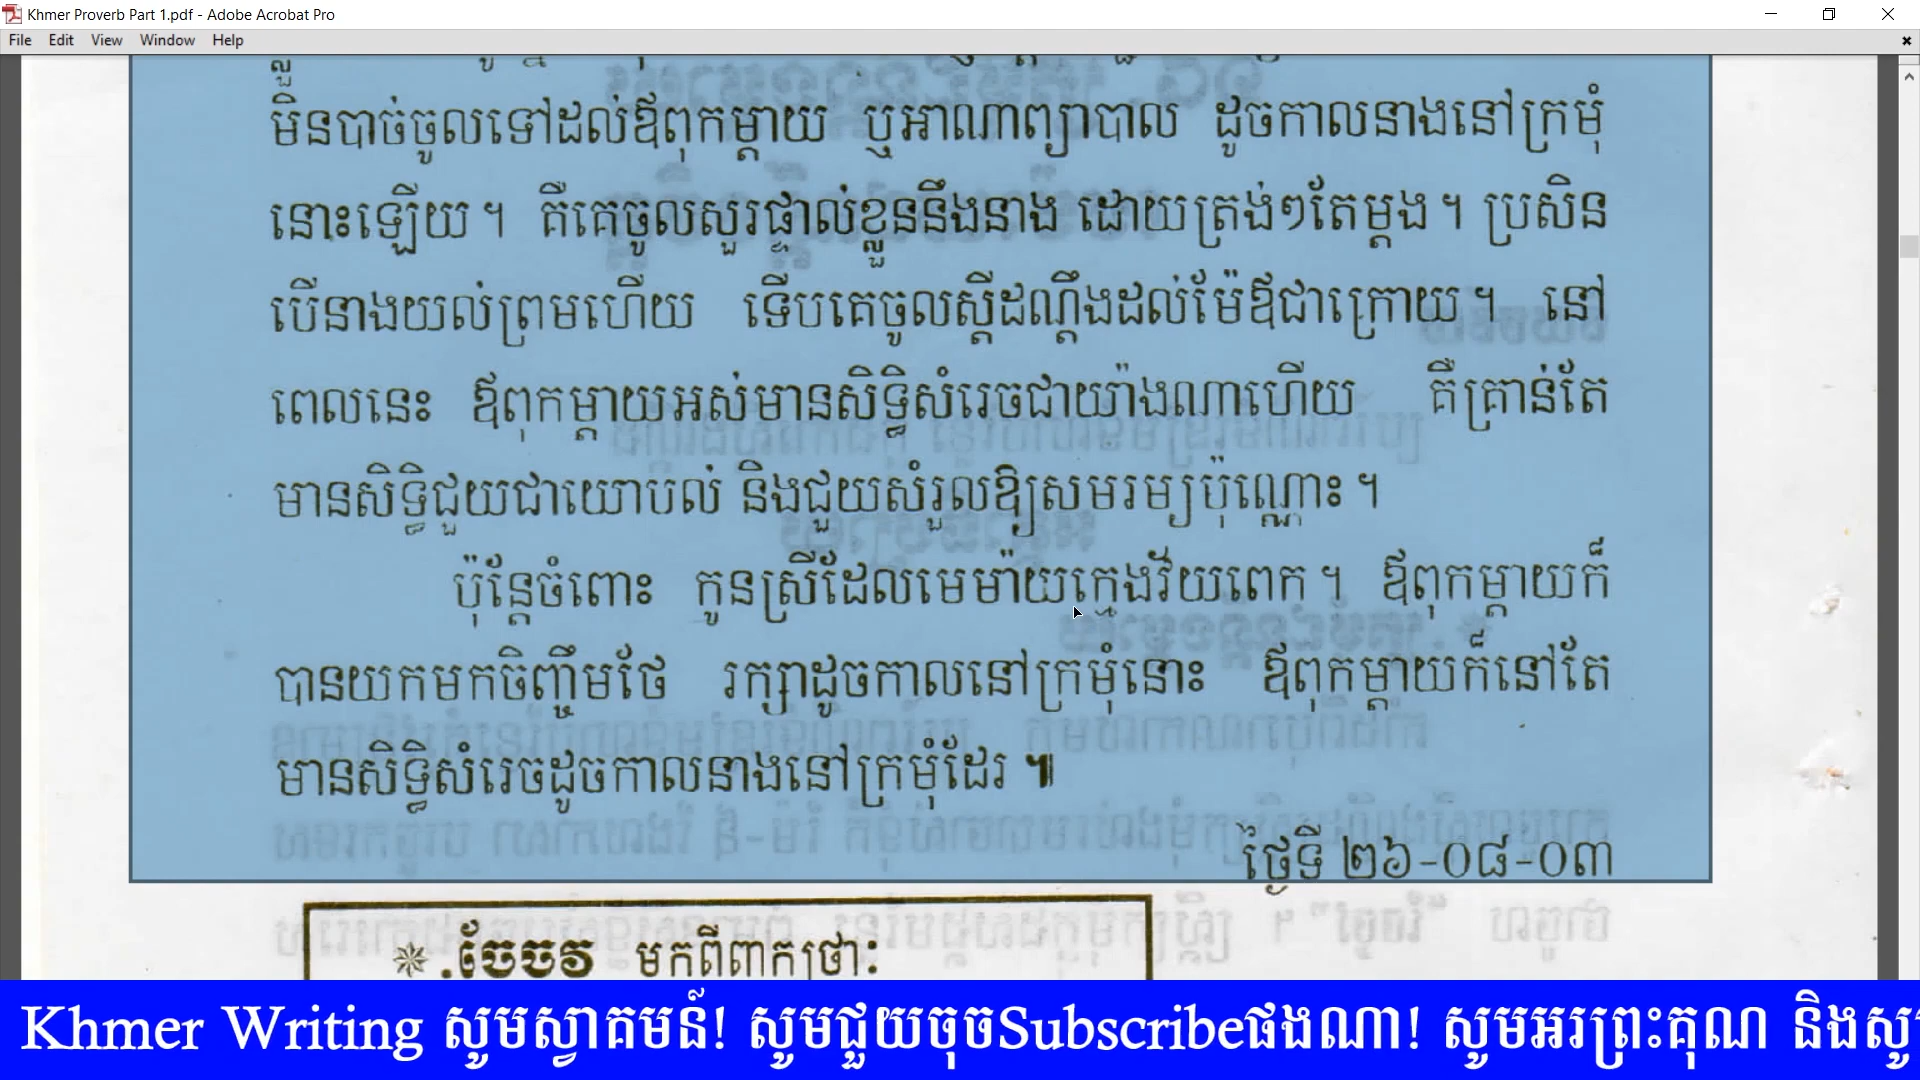 Khmer Proverb Part 1.pdf - Adobe Acrobat Pro
File Edit View Window Help
មិនបាច់ចូលទៅដល់ឪពុកម្តាយ ឬអាណាព្យាបាល ដូចកាលនាងនៅក្រមុំ
នោះឡើយ។ គឺគេចូលសួរផ្ទាល់ខ្លួននឹងនាង ដោយត្រង់ៗតែម្តង។ ប្រសិន
បើនាងយល់ព្រមហើយ ទើបគេចូលស្តីដណ្តឹងដល់ម៉ែឪជាក្រោយ។ នៅ
ពេលនេះ ឪពុកម្តាយអស់មានសិទ្ធិសំរេចជាយ៉ាងណាហើយ គឺគ្រាន់តែ
មានសិទ្ធិជួយជាយោបល់ និងជួយសំរួលឱ្យសមរម្យប៉ុណ្ណោះ។
ប៉ុន្តែចំពោះ កូនស្រីដែលមេម៉ាយក្មេងវ័យពេក។ ឪពុកម្តាយក៏
បានយកមកចិញ្ចឹមថែ រក្សាដូចកាលនៅក្រមុំនោះ ឪពុកម្តាយក៏នៅតែ
មានសិទ្ធិសំរេចដូចកាលនាងនៅក្រមុំដែរ ៕
ថ្ងៃទី ២៦-០៨-០៣
.ចែចវ មកពីពាក្យថាៈ
Khmer Writing សូមស្វាគមន៍! សូមជួយចុចSubscribeផងណា! សូមអរព្រះគុណ និងសូ